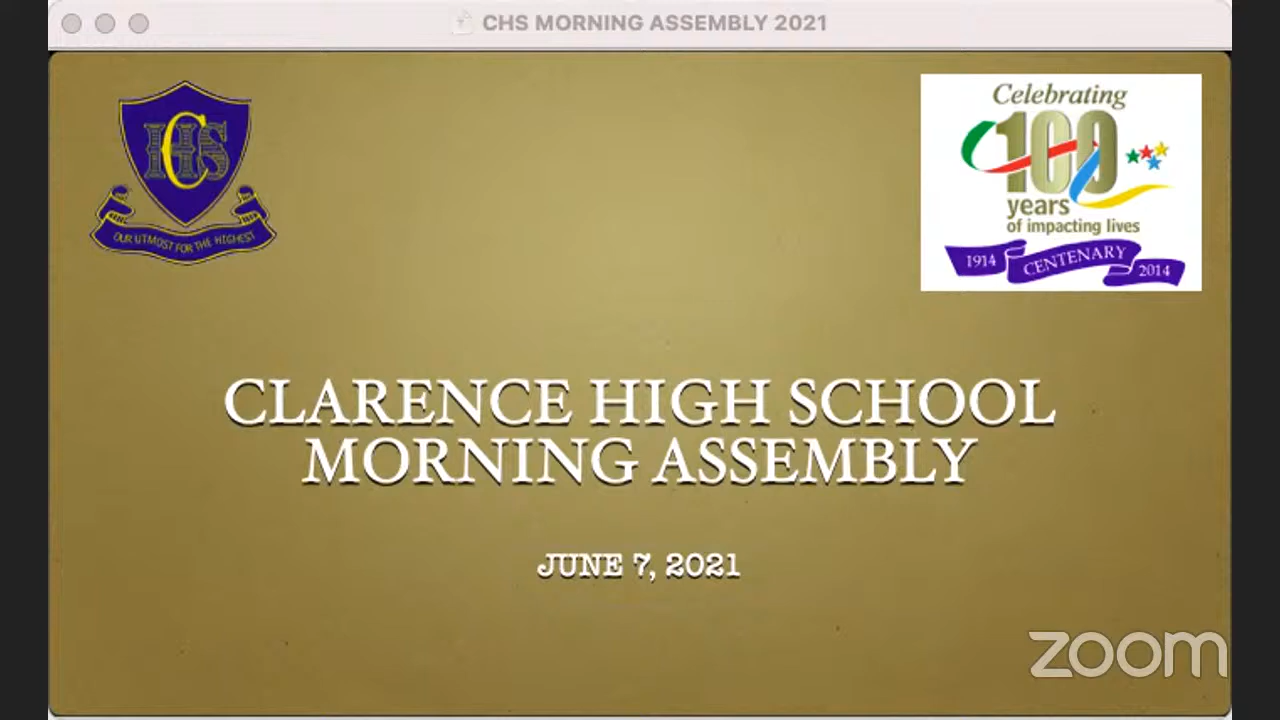 CHS MORNING ASSEMBLY 2021
CHS
OUR UTMOST FOR THE HIGHEST
Celebrating
100
years
of impacting lives
1914 CENTENARY 2014
CLARENCE HIGH SCHOOL
MORNING ASSEMBLY
JUNE 7, 2021
zoom